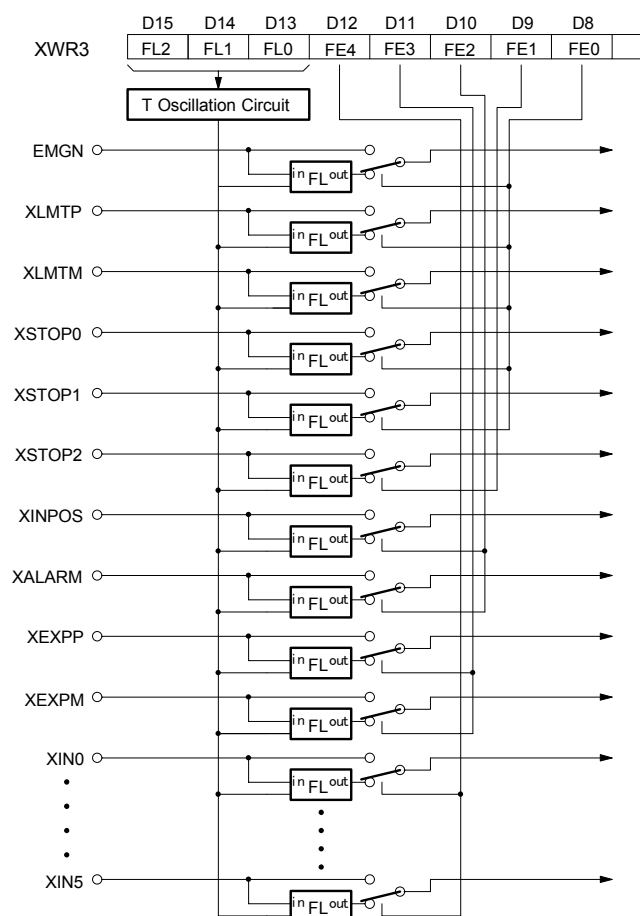 D15 D14 D13 D12 D11 D10 D9 D8
XWR3 FL2 FL1 FL0 FE4 FE3 FE2 FE1 FE0
T Oscillation Circuit
EMGN
in FL out
XLMTP
in FL out
XLMTM
in FL out
XSTOP0
in FL out
XSTOP1
in FL out
XSTOP2
in FL out
XINPOS
in FL out
XALARM
in FL out
XEXPP
in FL out
XEXPM
in FL out
XIN0
in FL out
XIN5
in FL out